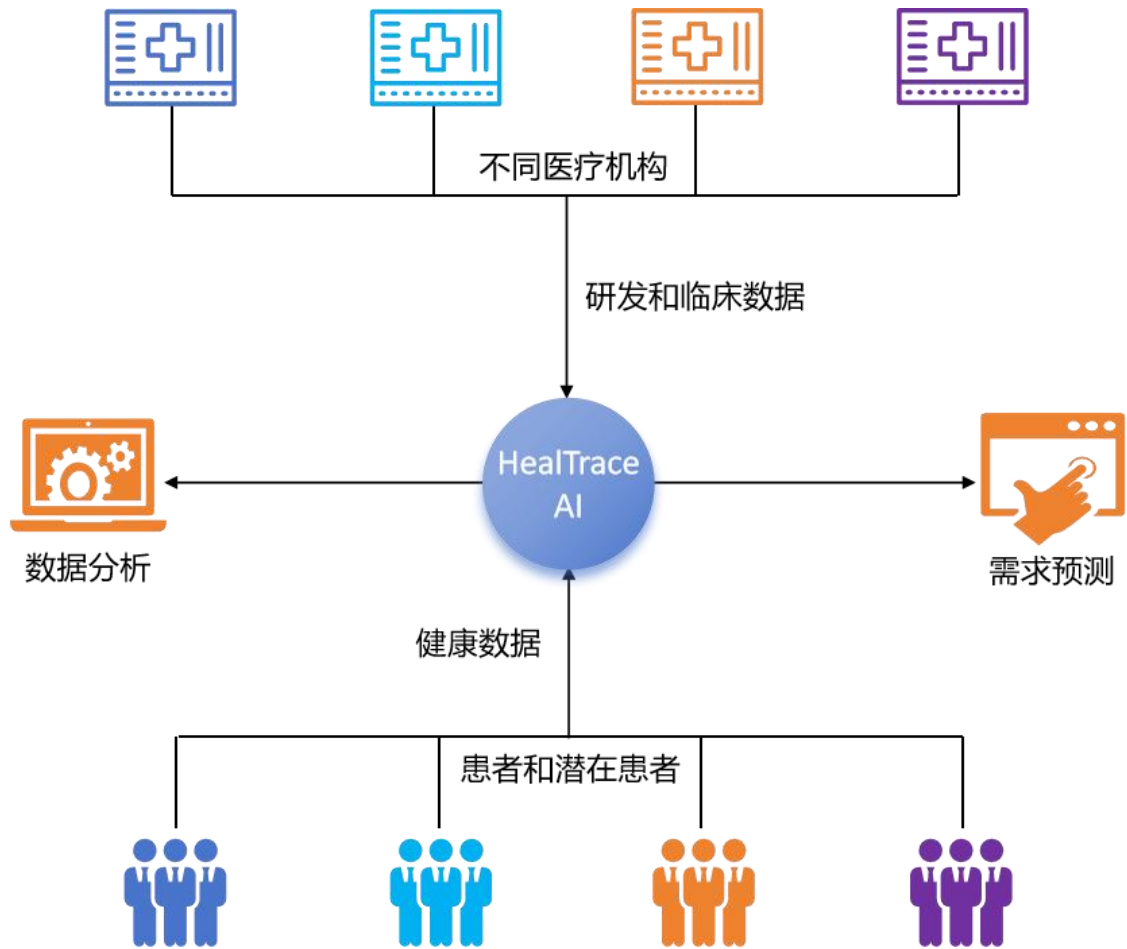 不同医疗机构
研发和临床数据
HealTrace
AI
数据分析
需求预测
健康数据
患者和潜在患者